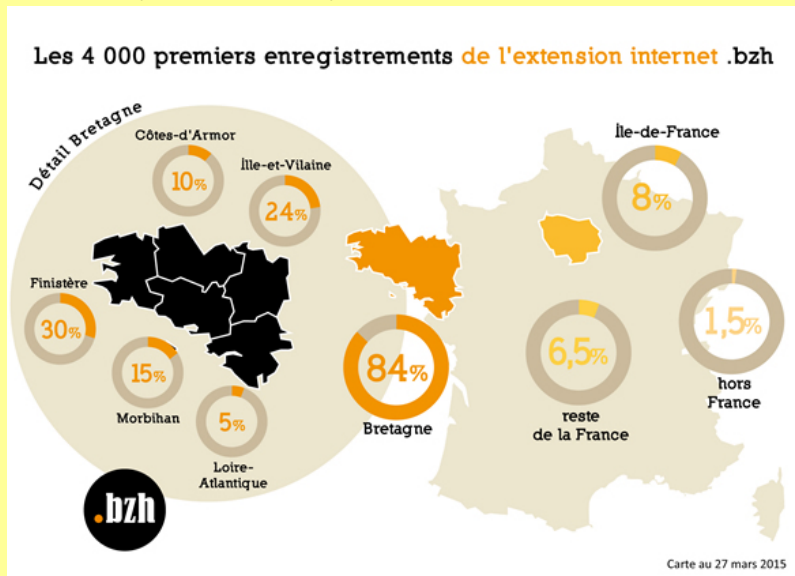 Les 4 000 premiers enregistrements de l'extension internet .bzh
Détail Bretagne
Côtes-d'Armor
10%
Ille-et-Vilaine
24%
Finistère
30%
Morbihan
15%
5%
Loire-
Atlantique
84%
Bretagne
Île-de-France
8%
6,5%
reste
de la France
1,5%
hors
France
.bzh
Carte au 27 mars 2015